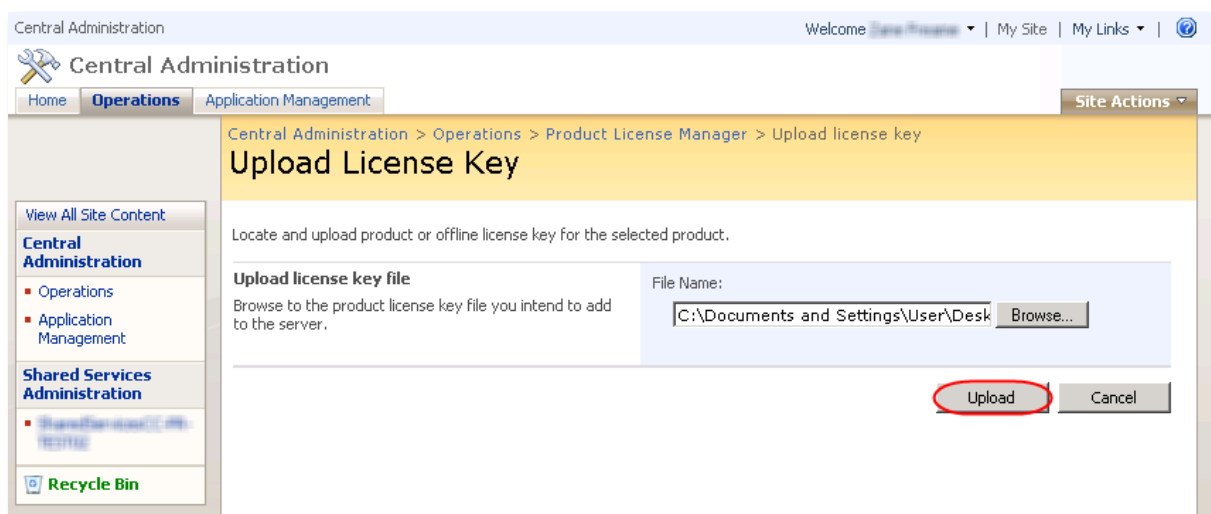 Central Administration
Welcome | My Site | My Links |
Central Administration
Home Operations Application Management Site Actions
Central Administration > Operations > Product License Manager > Upload license key
Upload License Key
View All Site Content
Central
Administration
Operations
Application
Management
Shared Services
Administration
Recycle Bin
Locate and upload product or offline license key for the selected product.
Upload license key file
Browse to the product license key file you intend to add
to the server.
File Name:
C:\Documents and Settings\User\Desk Browse...
Upload Cancel